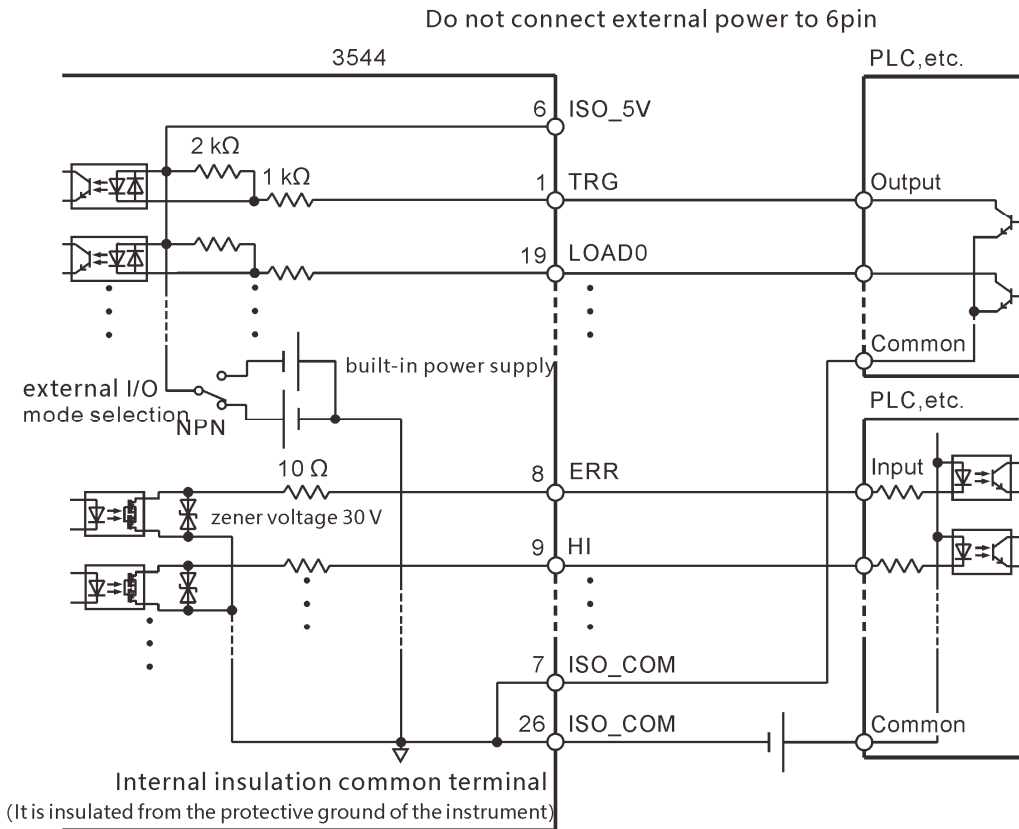 Do not connect external power to 6pin
3544
PLC,etc.
6 ISO_5V
2 kΩ
1 kΩ
1 TRG
Output
19 LOAD0
Common
built-in power supply
external I/O
mode selection
NPN
PLC,etc.
10 Ω
8 ERR
Input
zener voltage 30 V
9 HI
7 ISO_COM
26 ISO_COM
Common
Internal insulation common terminal
(It is insulated from the protective ground of the instrument)